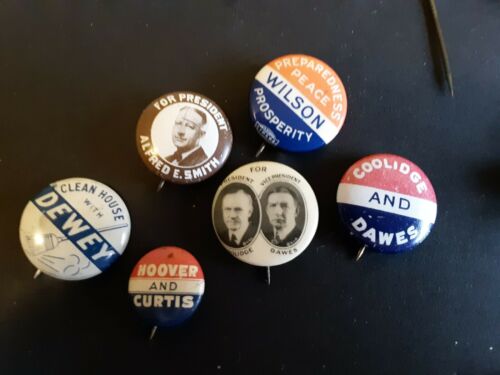 PREPAREDNESS
PEACE
WILSON
PROSPERITY
FOR PRESIDENT
ALFRED E. SMITH
FOR
PRESIDENT VICE PRESIDENT
COOLIDGE DAWES
COOLIDGE
AND
DAWES
CLEAN HOUSE
WITH
DEWEY
HOOVER
AND
CURTIS